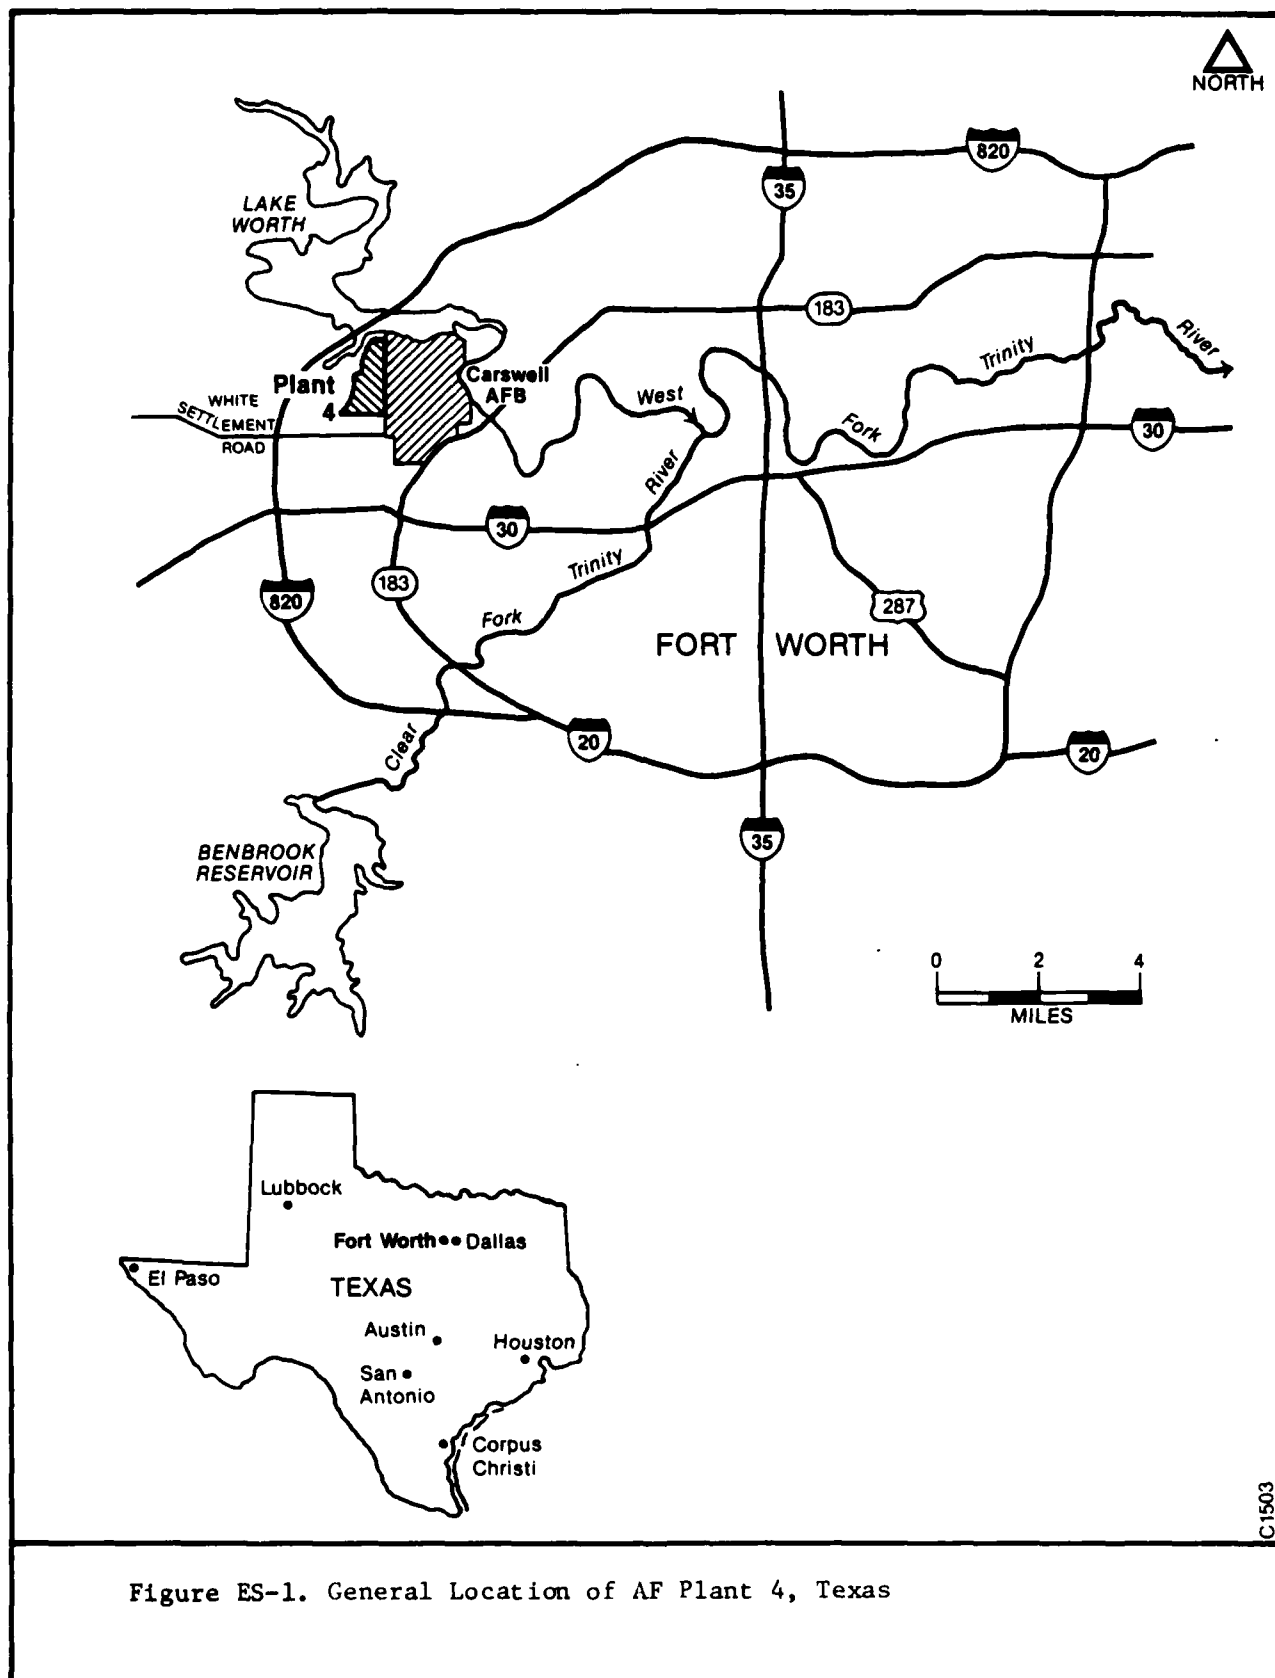 NORTH
820
35
LAKE
WORTH
183
River
Trinity
Plant
4
Carswell
AFB
West
WHITE
SETTLEMENT
ROAD
Fork
30
River
30
Trinity
183
820
287
Fork
FORT WORTH
Clear
20
20
35
BENBROOK
RESERVOIR
0 2 4
MILES
Lubbock
Fort Worth
Dallas
El Paso
TEXAS
Austin
Houston
San
Antonio
Corpus
Christi
C1503
Figure ES-1. General Location of AF Plant 4, Texas